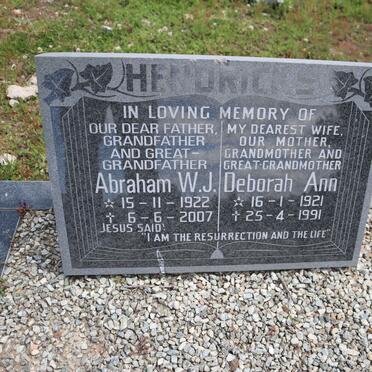 HENDRICKS
IN LOVING MEMORY OF
OUR DEAR FATHER,
GRANDFATHER
AND GREAT-
GRANDFATHER
Abraham W.J.
☆ 15-11-1922
✝ 6-6-2007
MY DEAREST WIFE,
OUR MOTHER,
GRANDMOTHER AND
GREAT-GRANDMOTHER
Deborah Ann
☆ 16-1-1921
✝ 25-4-1991
JESUS SAID:
"I AM THE RESURRECTION AND THE LIFE"